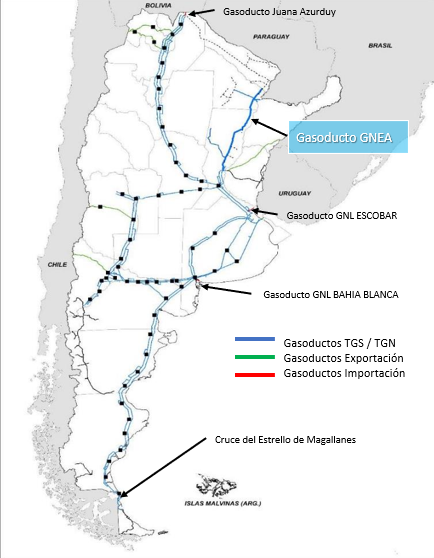 BOLIVIA
Gasoducto Juana Azurduy
PARAGUAY
BRASIL
Gasoducto GNEA
URUGUAY
Gasoducto GNL ESCOBAR
CHILE
Gasoducto GNL BAHIA BLANCA
Gasoductos TGS / TGN
Gasoductos Exportación
Gasoductos Importación
Cruce del Estrello de Magallanes
ISLAS MALVINAS (ARG.)